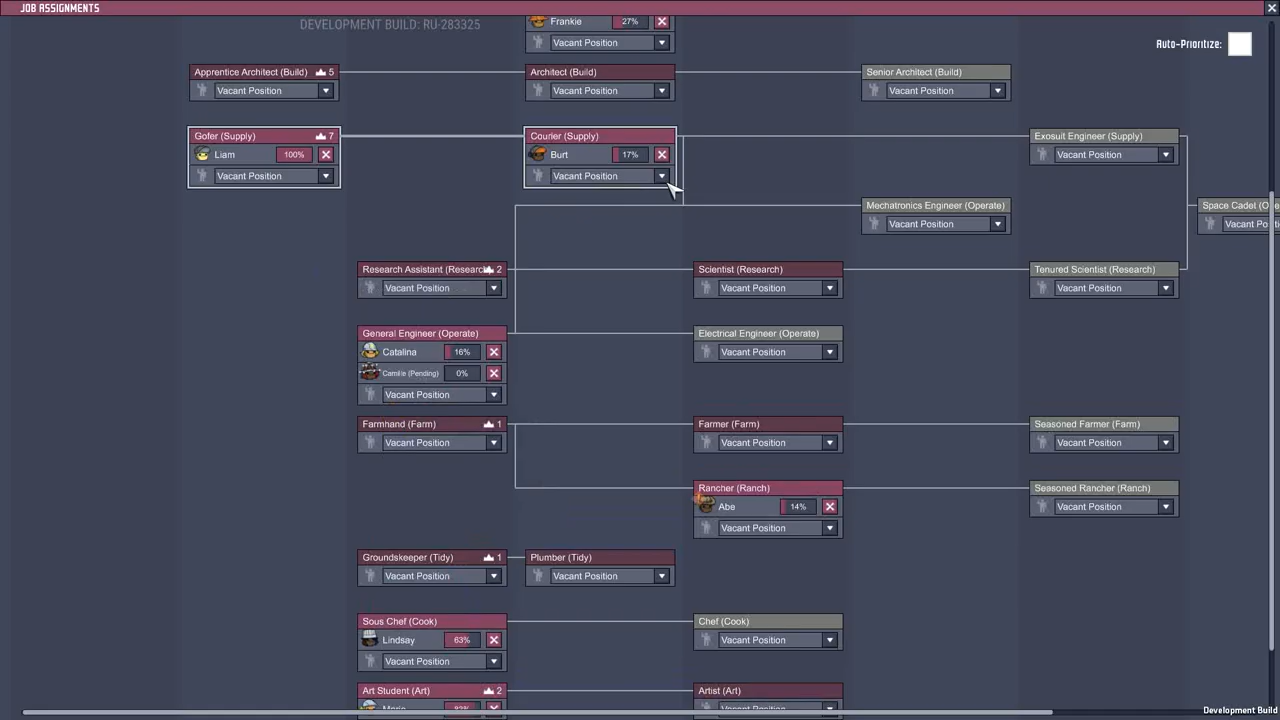 JOB ASSIGNMENTS
DEVELOPMENT BUILD: RU-283325
Auto-Prioritize:
Frankie 27%
Vacant Position
Apprentice Architect (Build) 5
Vacant Position
Architect (Build)
Vacant Position
Senior Architect (Build)
Vacant Position
Gofer (Supply) 7
Liam 100%
Vacant Position
Courier (Supply)
Burt 17%
Vacant Position
Exosuit Engineer (Supply)
Vacant Position
Mechatronics Engineer (Operate)
Vacant Position
Space Cadet (Ope
Vacant Posit
Research Assistant (Research 2
Vacant Position
Scientist (Research)
Vacant Position
Tenured Scientist (Research)
Vacant Position
General Engineer (Operate)
Catalina 16%
Camille (Pending) 0%
Vacant Position
Electrical Engineer (Operate)
Vacant Position
Farmhand (Farm) 1
Vacant Position
Farmer (Farm)
Vacant Position
Seasoned Farmer (Farm)
Vacant Position
Rancher (Ranch)
Abe 14%
Vacant Position
Seasoned Rancher (Ranch)
Vacant Position
Groundskeeper (Tidy) 1
Vacant Position
Plumber (Tidy)
Vacant Position
Sous Chef (Cook)
Lindsay 63%
Vacant Position
Chef (Cook)
Vacant Position
Art Student (Art) 2
Artist (Art)
Vacant Position
Development Build